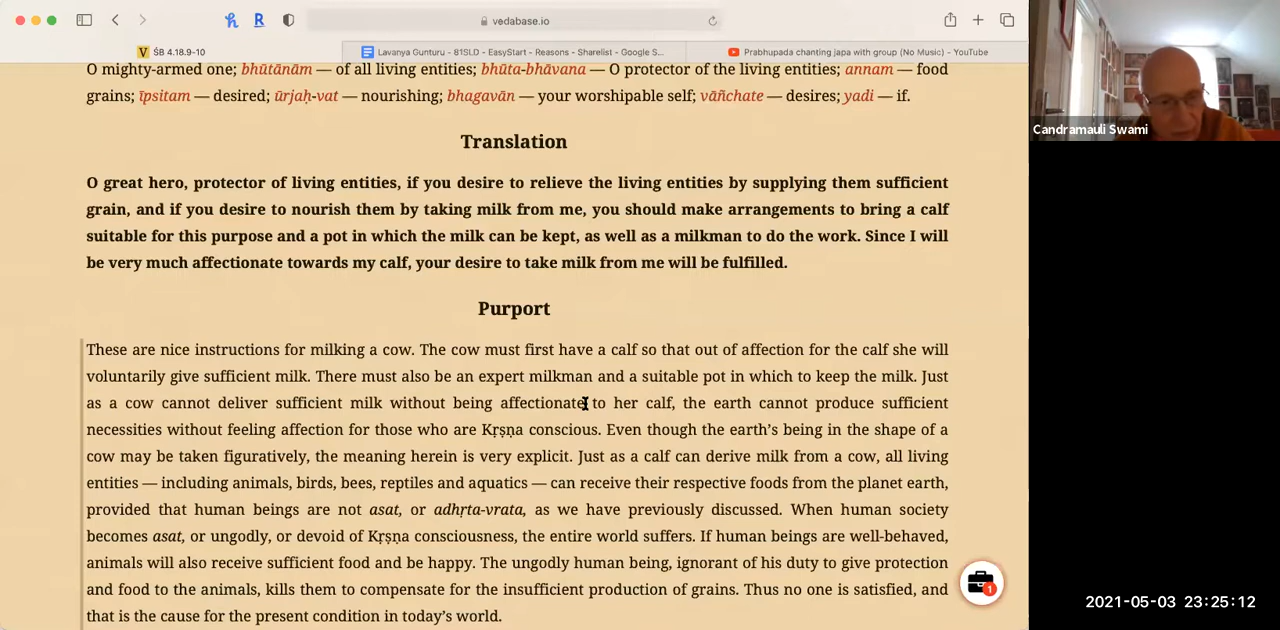 vedabase.io
ŚB 4.18.9-10
Lavanya Gunturu - 81SLD - EasyStart - Reasons - Sharelist - Google S...
Prabhupada chanting japa with group (No Music) - YouTube
O mighty-armed one; bhūtānām — of all living entities; bhūta-bhāvana — O protector of the living entities; annam — food
grains; īpsitam — desired; ūrjaḥ-vat — nourishing; bhagavān — your worshipable self; vāñchate — desires; yadi — if.
Translation
O great hero, protector of living entities, if you desire to relieve the living entities by supplying them sufficient
grain, and if you desire to nourish them by taking milk from me, you should make arrangements to bring a calf
suitable for this purpose and a pot in which the milk can be kept, as well as a milkman to do the work. Since I will
be very much affectionate towards my calf, your desire to take milk from me will be fulfilled.
Purport
These are nice instructions for milking a cow. The cow must first have a calf so that out of affection for the calf she will
voluntarily give sufficient milk. There must also be an expert milkman and a suitable pot in which to keep the milk. Just
as a cow cannot deliver sufficient milk without being affectionate to her calf, the earth cannot produce sufficient
necessities without feeling affection for those who are Kṛṣṇa conscious. Even though the earth's being in the shape of a
cow may be taken figuratively, the meaning herein is very explicit. Just as a calf can derive milk from a cow, all living
entities — including animals, birds, bees, reptiles and aquatics — can receive their respective foods from the planet earth,
provided that human beings are not asat, or adhṛta-vrata, as we have previously discussed. When human society
becomes asat, or ungodly, or devoid of Kṛṣṇa consciousness, the entire world suffers. If human beings are well-behaved,
animals will also receive sufficient food and be happy. The ungodly human being, ignorant of his duty to give protection
and food to the animals, kills them to compensate for the insufficient production of grains. Thus no one is satisfied, and
that is the cause for the present condition in today's world.
1
Candramauli Swami
2021-05-03 23:25:12